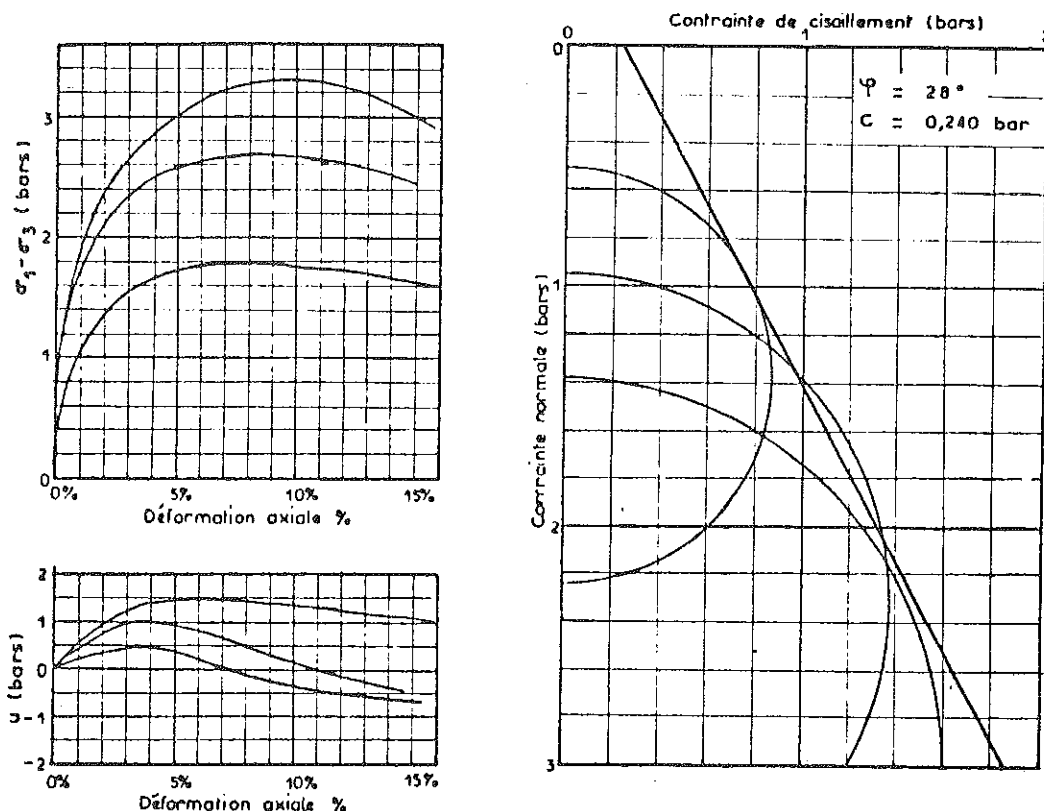 σ1 - σ3 (bars)
3
2
1
0
0% 5% 10% 15%
Déformation axiale %
u (bars)
2
1
0
-1
-2
0% 5% 10% 15%
Déformation axiale %
Contrainte de cisaillement (bars)
0 1
φ = 28°
C = 0,240 bar
Contrainte normale (bars)
0
1
2
3